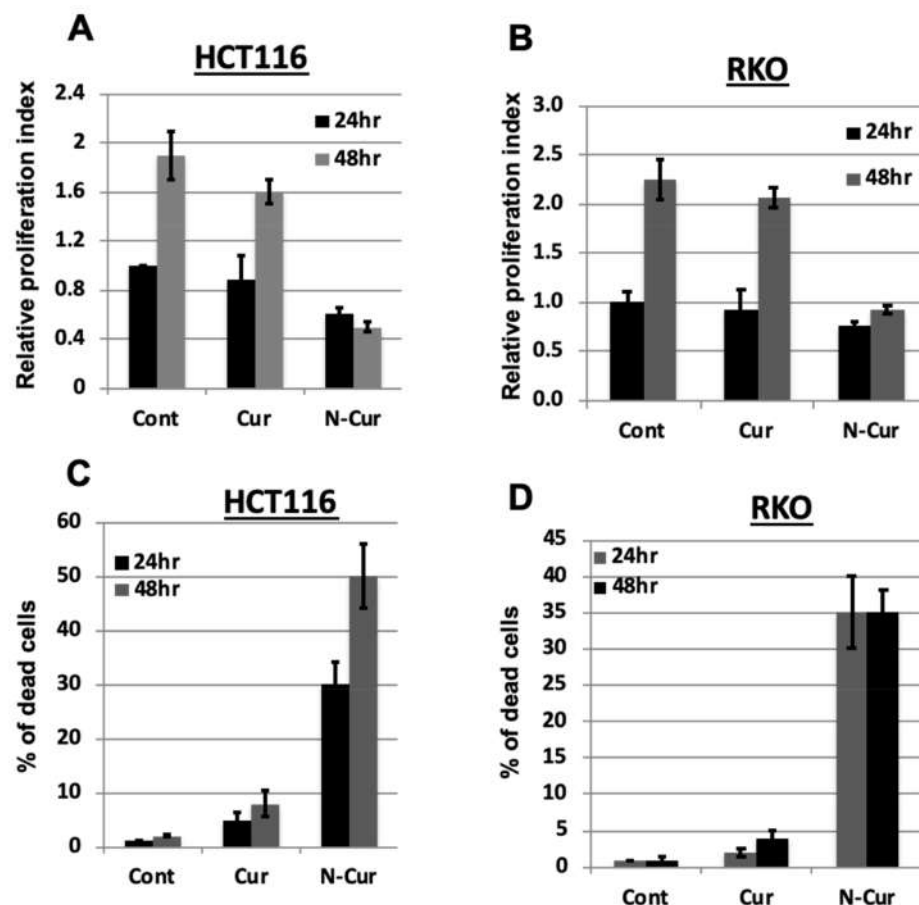 A
HCT116
Relative proliferation index
2.4
2
1.6
1.2
0.8
0.4
0
24hr
48hr
Cont Cur N-Cur
B
RKO
Relative proliferation index
3.0
2.5
2.0
1.5
1.0
0.5
0.0
24hr
48hr
Cont Cur N-Cur
C
HCT116
% of dead cells
60
50
40
30
20
10
0
24hr
48hr
Cont Cur N-Cur
D
RKO
% of dead cells
45
40
35
30
25
20
15
10
5
0
24hr
48hr
Cont Cur N-Cur